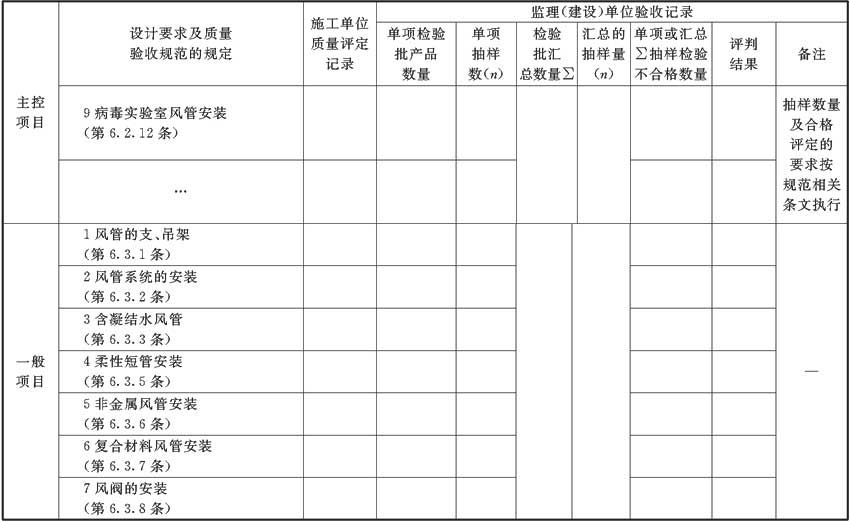 设计要求及质量
验收规范的规定
施工单位
质量评定
记录
监理(建设)单位验收记录
单项检验
批产品
数量
单项
抽样
数(n)
检验
批汇
总数量∑
汇总的
抽样量
(n)
单项或汇总
∑抽样检验
不合格数量
评判
结果
备注
主控
项目
9 病毒实验室风管安装
(第 6.2.12 条)
…
抽样数量
及合格
评定的
要求按
规范相关
条文执行
一般
项目
1 风管的支、吊架
(第 6.3.1 条)
2 风管系统的安装
(第 6.3.2 条)
3 含凝结水风管
(第 6.3.3 条)
4 柔性短管安装
(第 6.3.5 条)
5 非金属风管安装
(第 6.3.6 条)
6 复合材料风管安装
(第 6.3.7 条)
7 风阀的安装
(第 6.3.8 条)
—